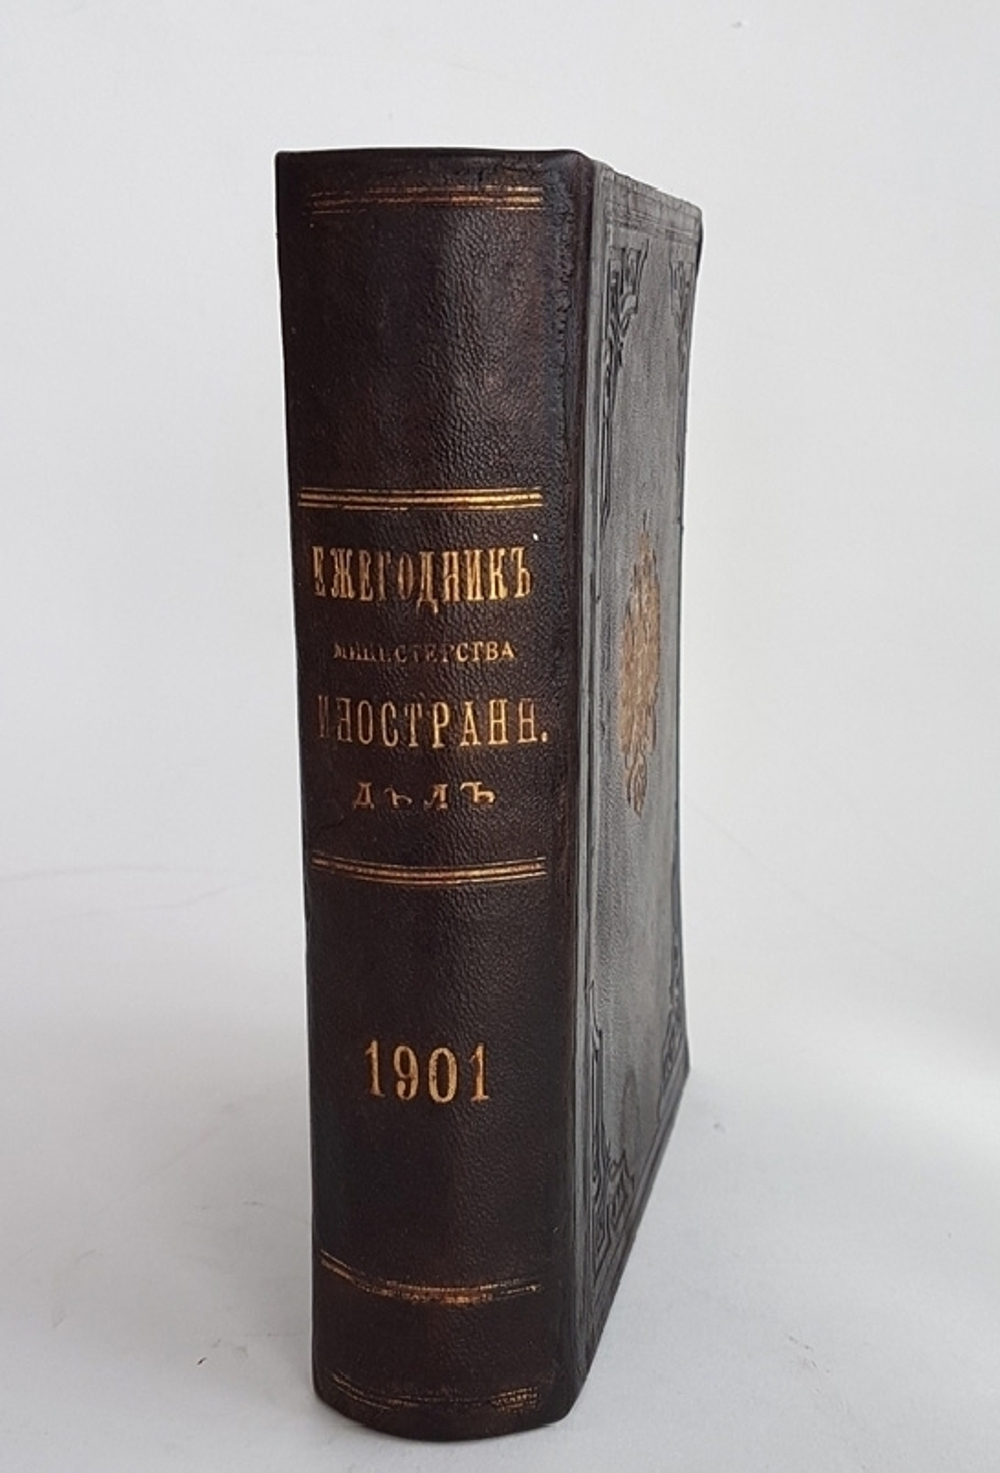 ЕЖЕГОДНИКЪ
МИНИСТЕРСТВА
ИНОСТРАНН.
ДѢЛЪ
1901